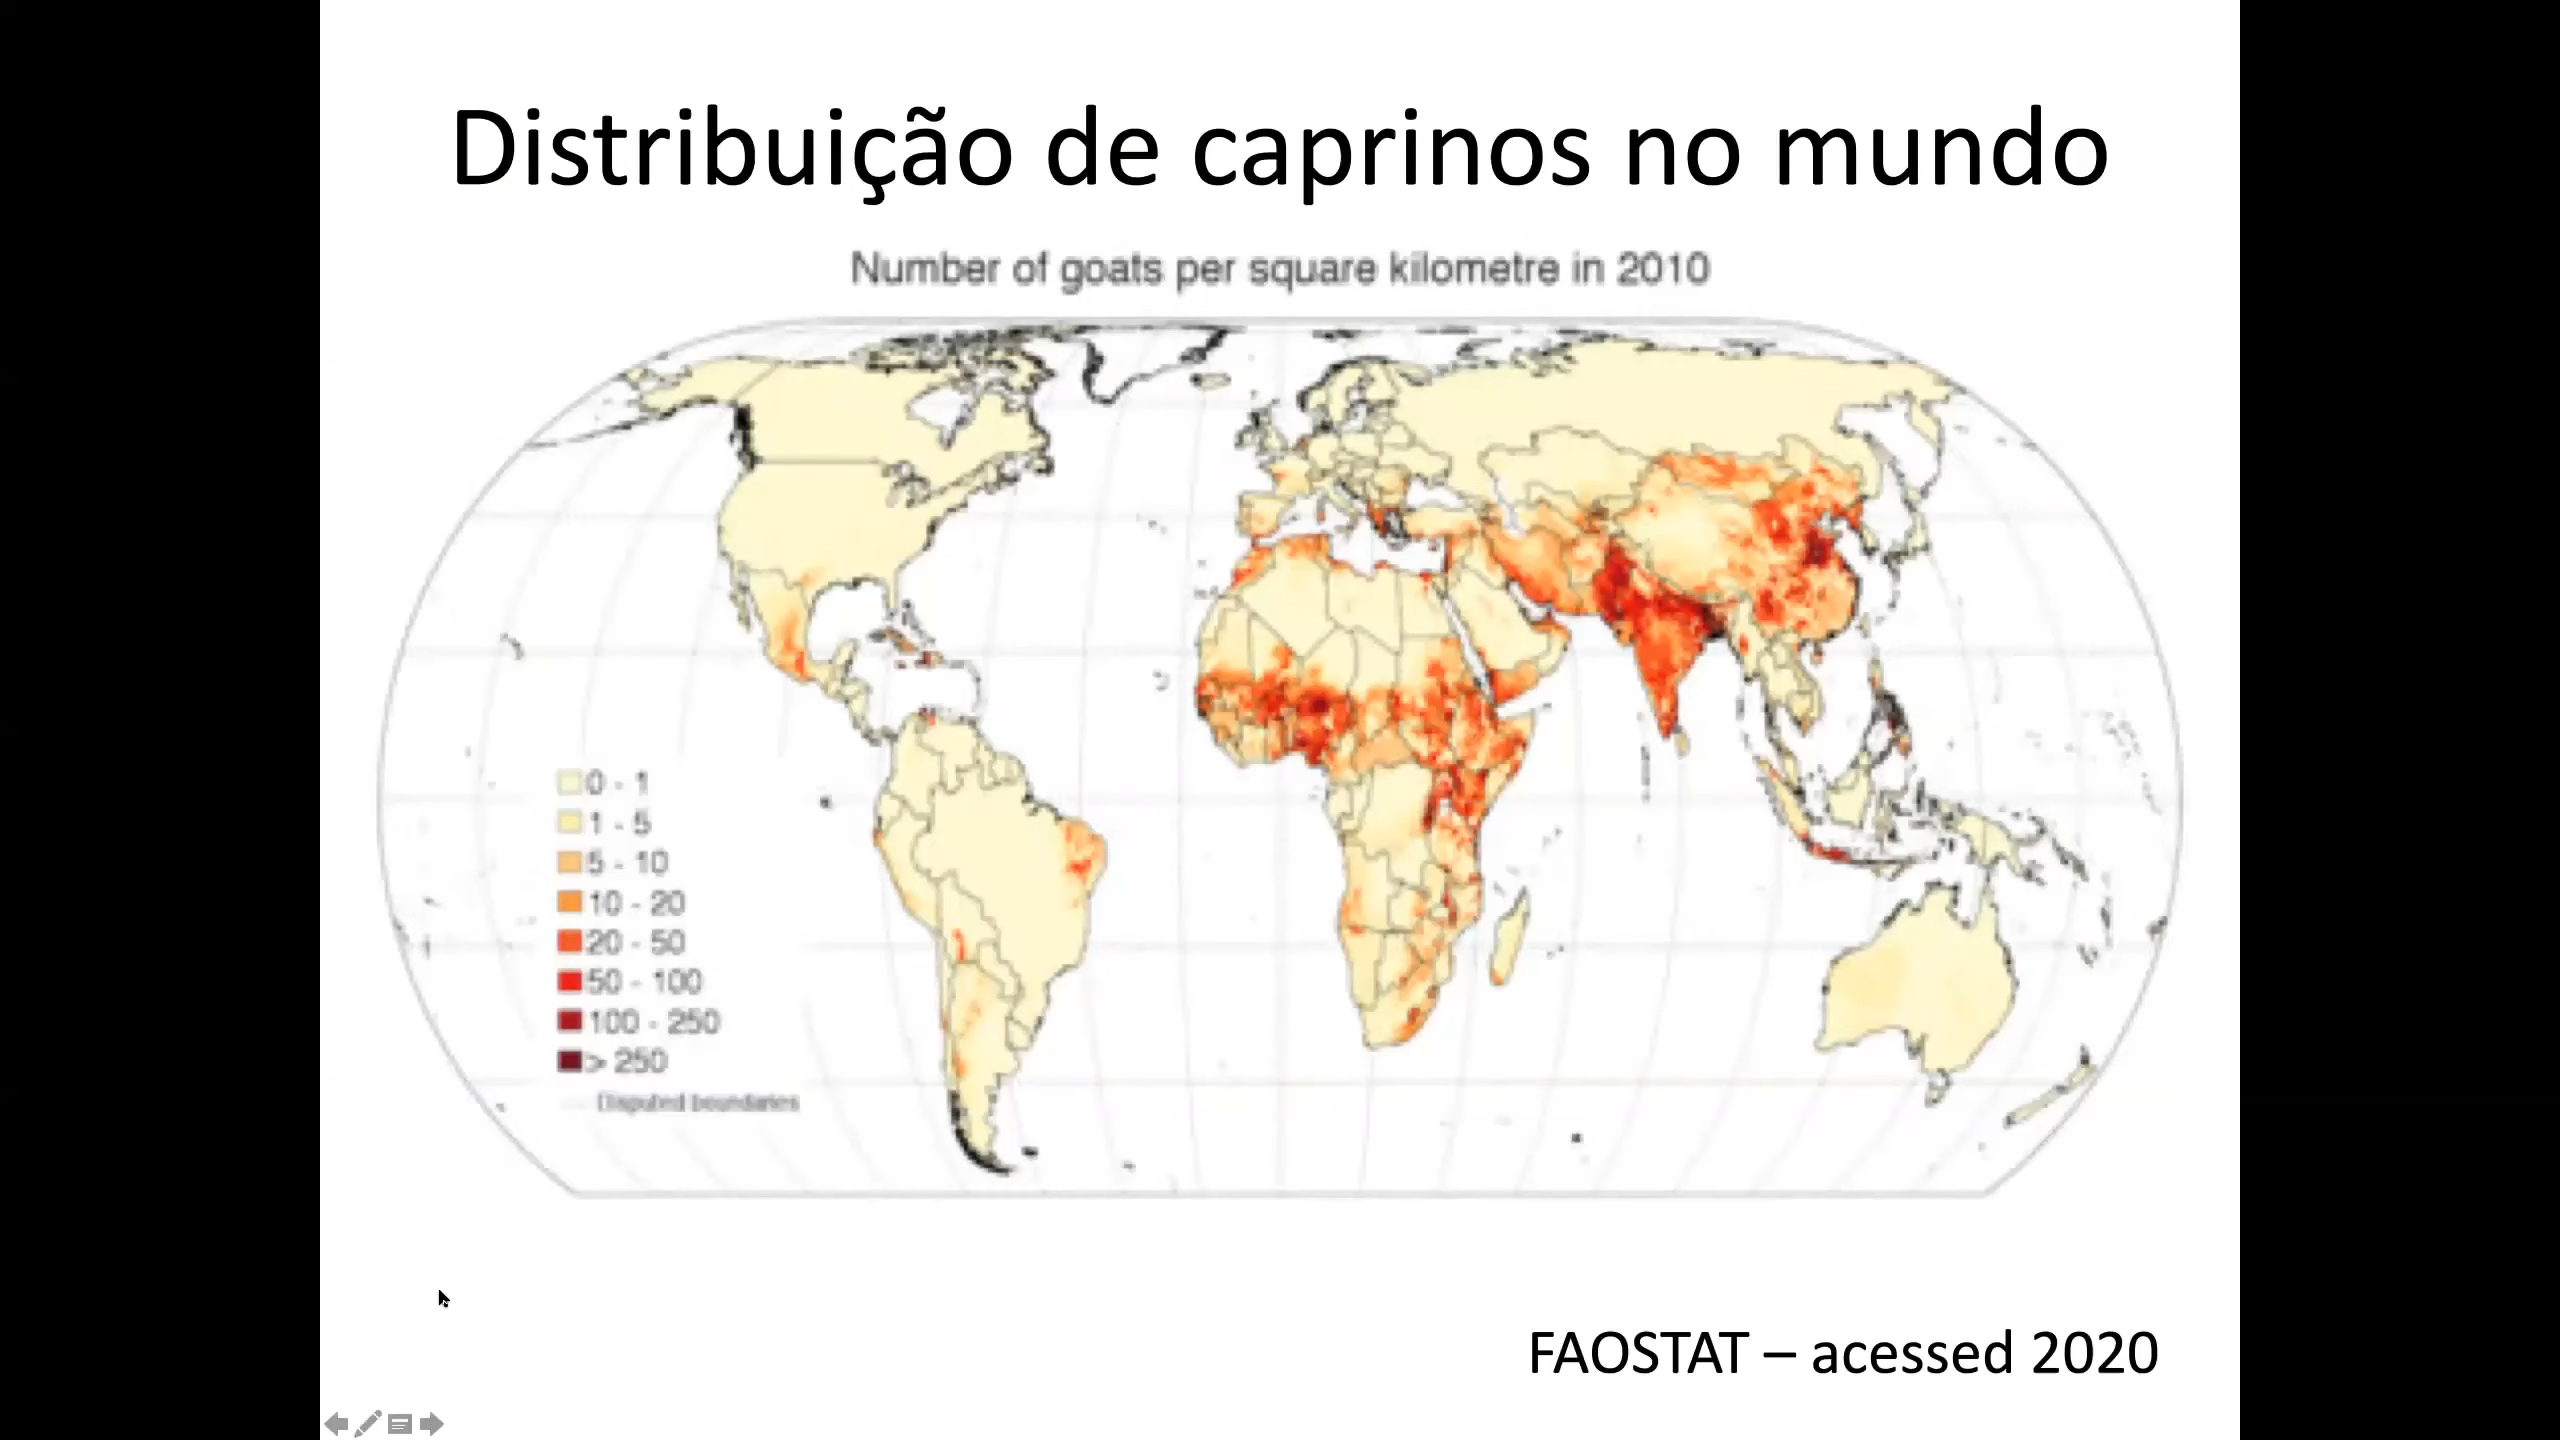 Distribuição de caprinos no mundo
Number of goats per square kilometre in 2010
0 - 1
1 - 5
5 - 10
10 - 20
20 - 50
50 - 100
100 - 250
> 250
Disputed boundaries
FAOSTAT – acessed 2020